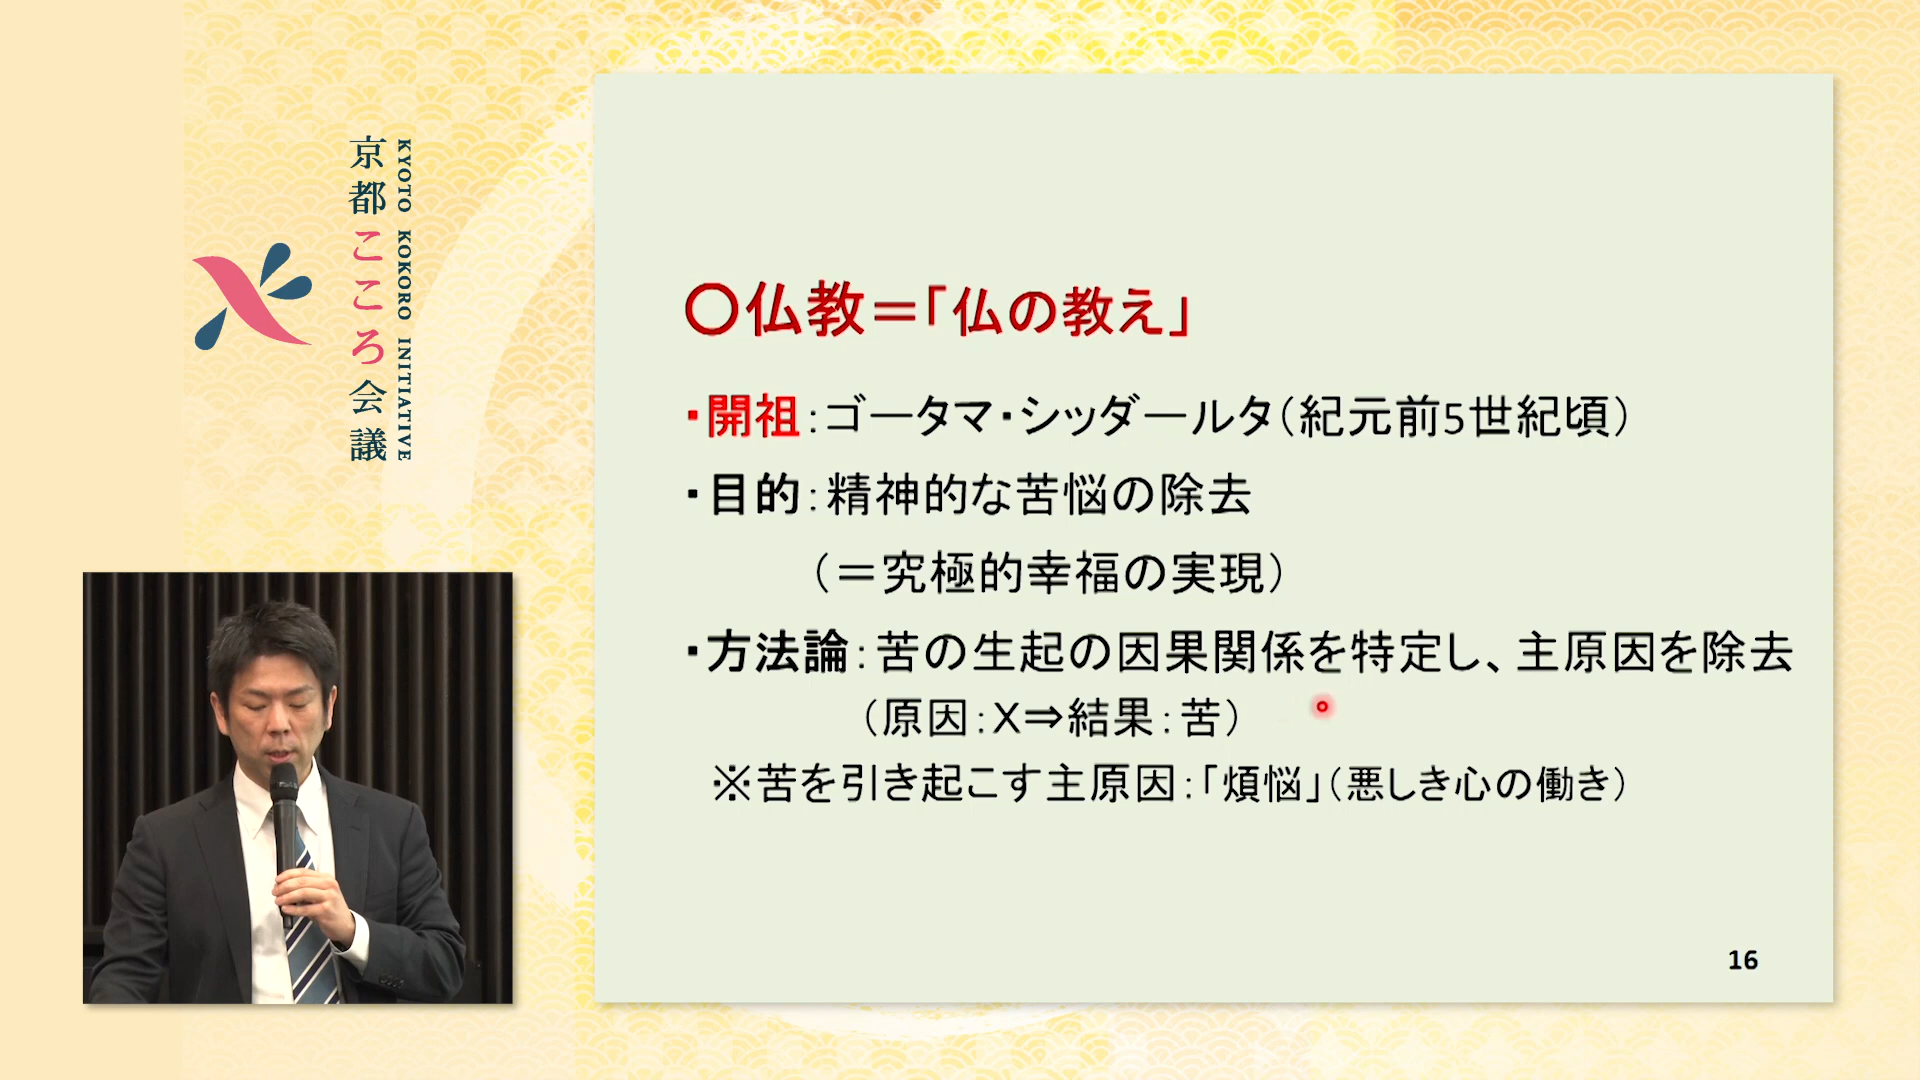 京都こころ会議
KYOTO KOKORO INITIATIVE
〇仏教=「仏の教え」
・開祖:ゴータマ・シッダールタ(紀元前5世紀頃)
・目的:精神的な苦悩の除去
(=究極的幸福の実現)
・方法論:苦の生起の因果関係を特定し、主原因を除去
(原因:X⇒結果:苦)
※苦を引き起こす主原因:「煩悩」(悪しき心の働き)
16